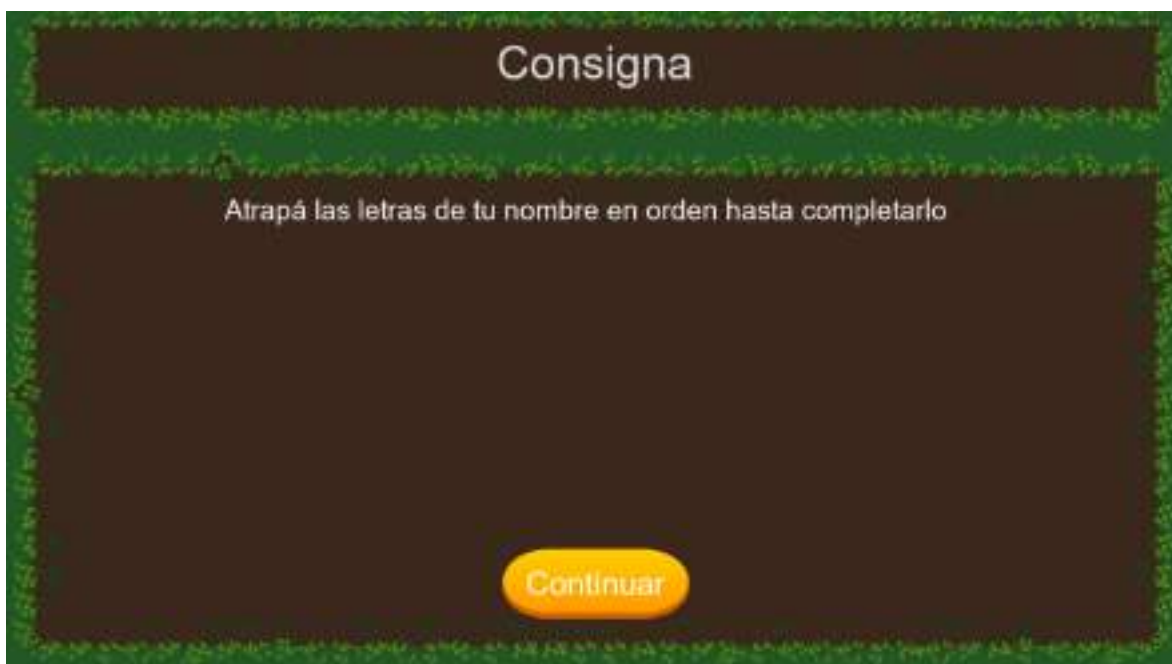 Consigna
Atrapá las letras de tu nombre en orden hasta completarlo
Continuar